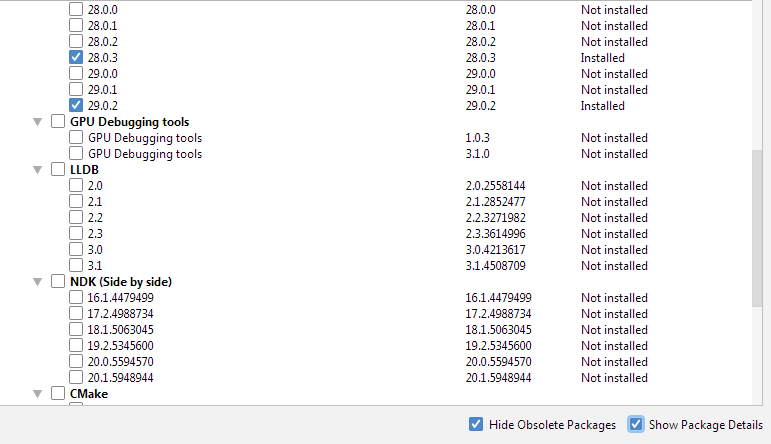 28.0.0 28.0.0 Not installed
28.0.1 28.0.1 Not installed
28.0.2 28.0.2 Not installed
28.0.3 28.0.3 Installed
29.0.0 29.0.0 Not installed
29.0.1 29.0.1 Not installed
29.0.2 29.0.2 Installed
GPU Debugging tools
GPU Debugging tools 1.0.3 Not installed
GPU Debugging tools 3.1.0 Not installed
LLDB
2.0 2.0.2558144 Not installed
2.1 2.1.2852477 Not installed
2.2 2.2.3271982 Not installed
2.3 2.3.3614996 Not installed
3.0 3.0.4213617 Not installed
3.1 3.1.4508709 Not installed
NDK (Side by side)
16.1.4479499 16.1.4479499 Not installed
17.2.4988734 17.2.4988734 Not installed
18.1.5063045 18.1.5063045 Not installed
19.2.5345600 19.2.5345600 Not installed
20.0.5594570 20.0.5594570 Not installed
20.1.5948944 20.1.5948944 Not installed
CMake
Hide Obsolete Packages Show Package Details